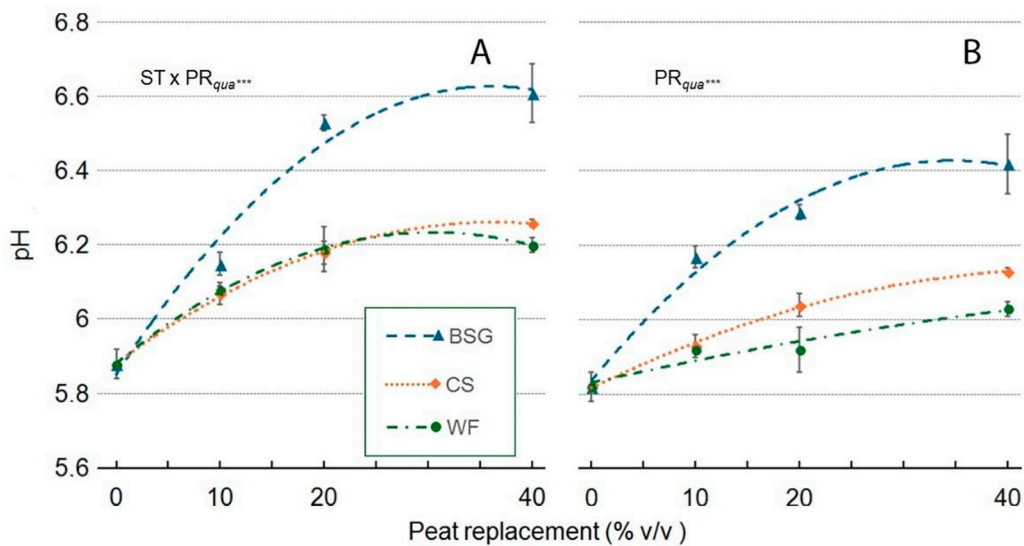 6.8
6.6
6.4
6.2
6
5.8
5.6
pH
A
ST x PRqua***
BSG
CS
WF
0 10 20 40
B
PRqua***
0 10 20 40
Peat replacement (% v/v )